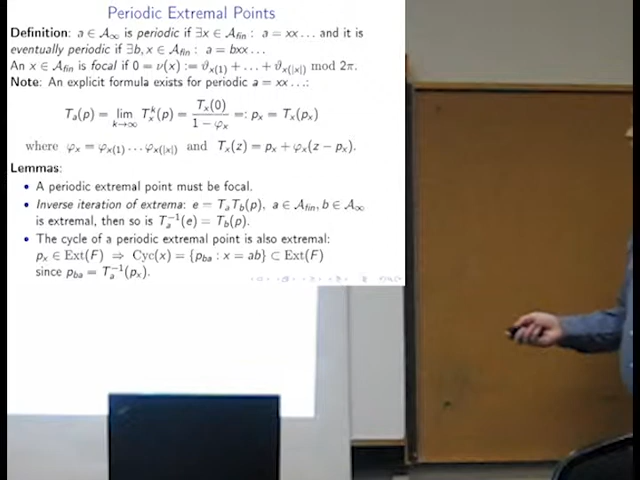 Periodic Extremal Points
Definition: a ∈ A∞ is periodic if ∃x ∈ Afin : a = xx... and it is
eventually periodic if ∃b, x ∈ Afin : a = bxx...
An x ∈ Afin is focal if 0 = ν(x) := ϑx(1) + ... + ϑx(|x|) mod 2π.
Note: An explicit formula exists for periodic a = xx...:
Ta(p) = lim k→∞ Tx^k(p) = Tx(0) / (1 − φx) =: px = Tx(px)
where φx = φx(1) ... φx(|x|) and Tx(z) = px + φx(z − px).
Lemmas:
• A periodic extremal point must be focal.
• Inverse iteration of extrema: e = TaTb(p), a ∈ Afin, b ∈ A∞
is extremal, then so is Ta⁻¹(e) = Tb(p).
• The cycle of a periodic extremal point is also extremal:
px ∈ Ext(F) ⇒ Cyc(x) = {pba : x = ab} ⊂ Ext(F)
since pba = Ta⁻¹(px).